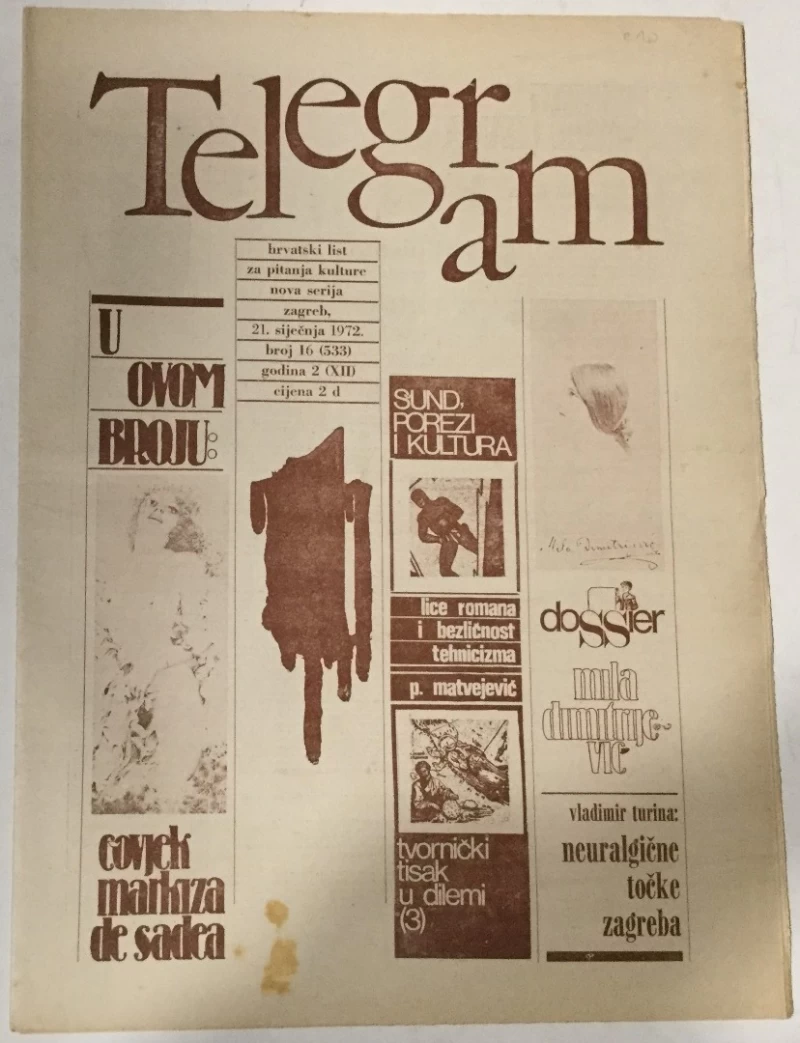 Telegram
hrvatski list
za pitanja kulture
nova serija
zagreb,
21. siječnja 1972.
broj 16 (533)
godina 2 (XII)
cijena 2 d
U
OVOM
BROJU:
čovjek
markiza
de sadea
ŠUND,
POREZI
I KULTURA
lice romana
i bezličnost
tehnicizma
p. matvejević
tvornički
tisak
u dilemi
(3)
dossier
mila
dimitrije-
vić
vladimir turina:
neuralgične
točke
zagreba